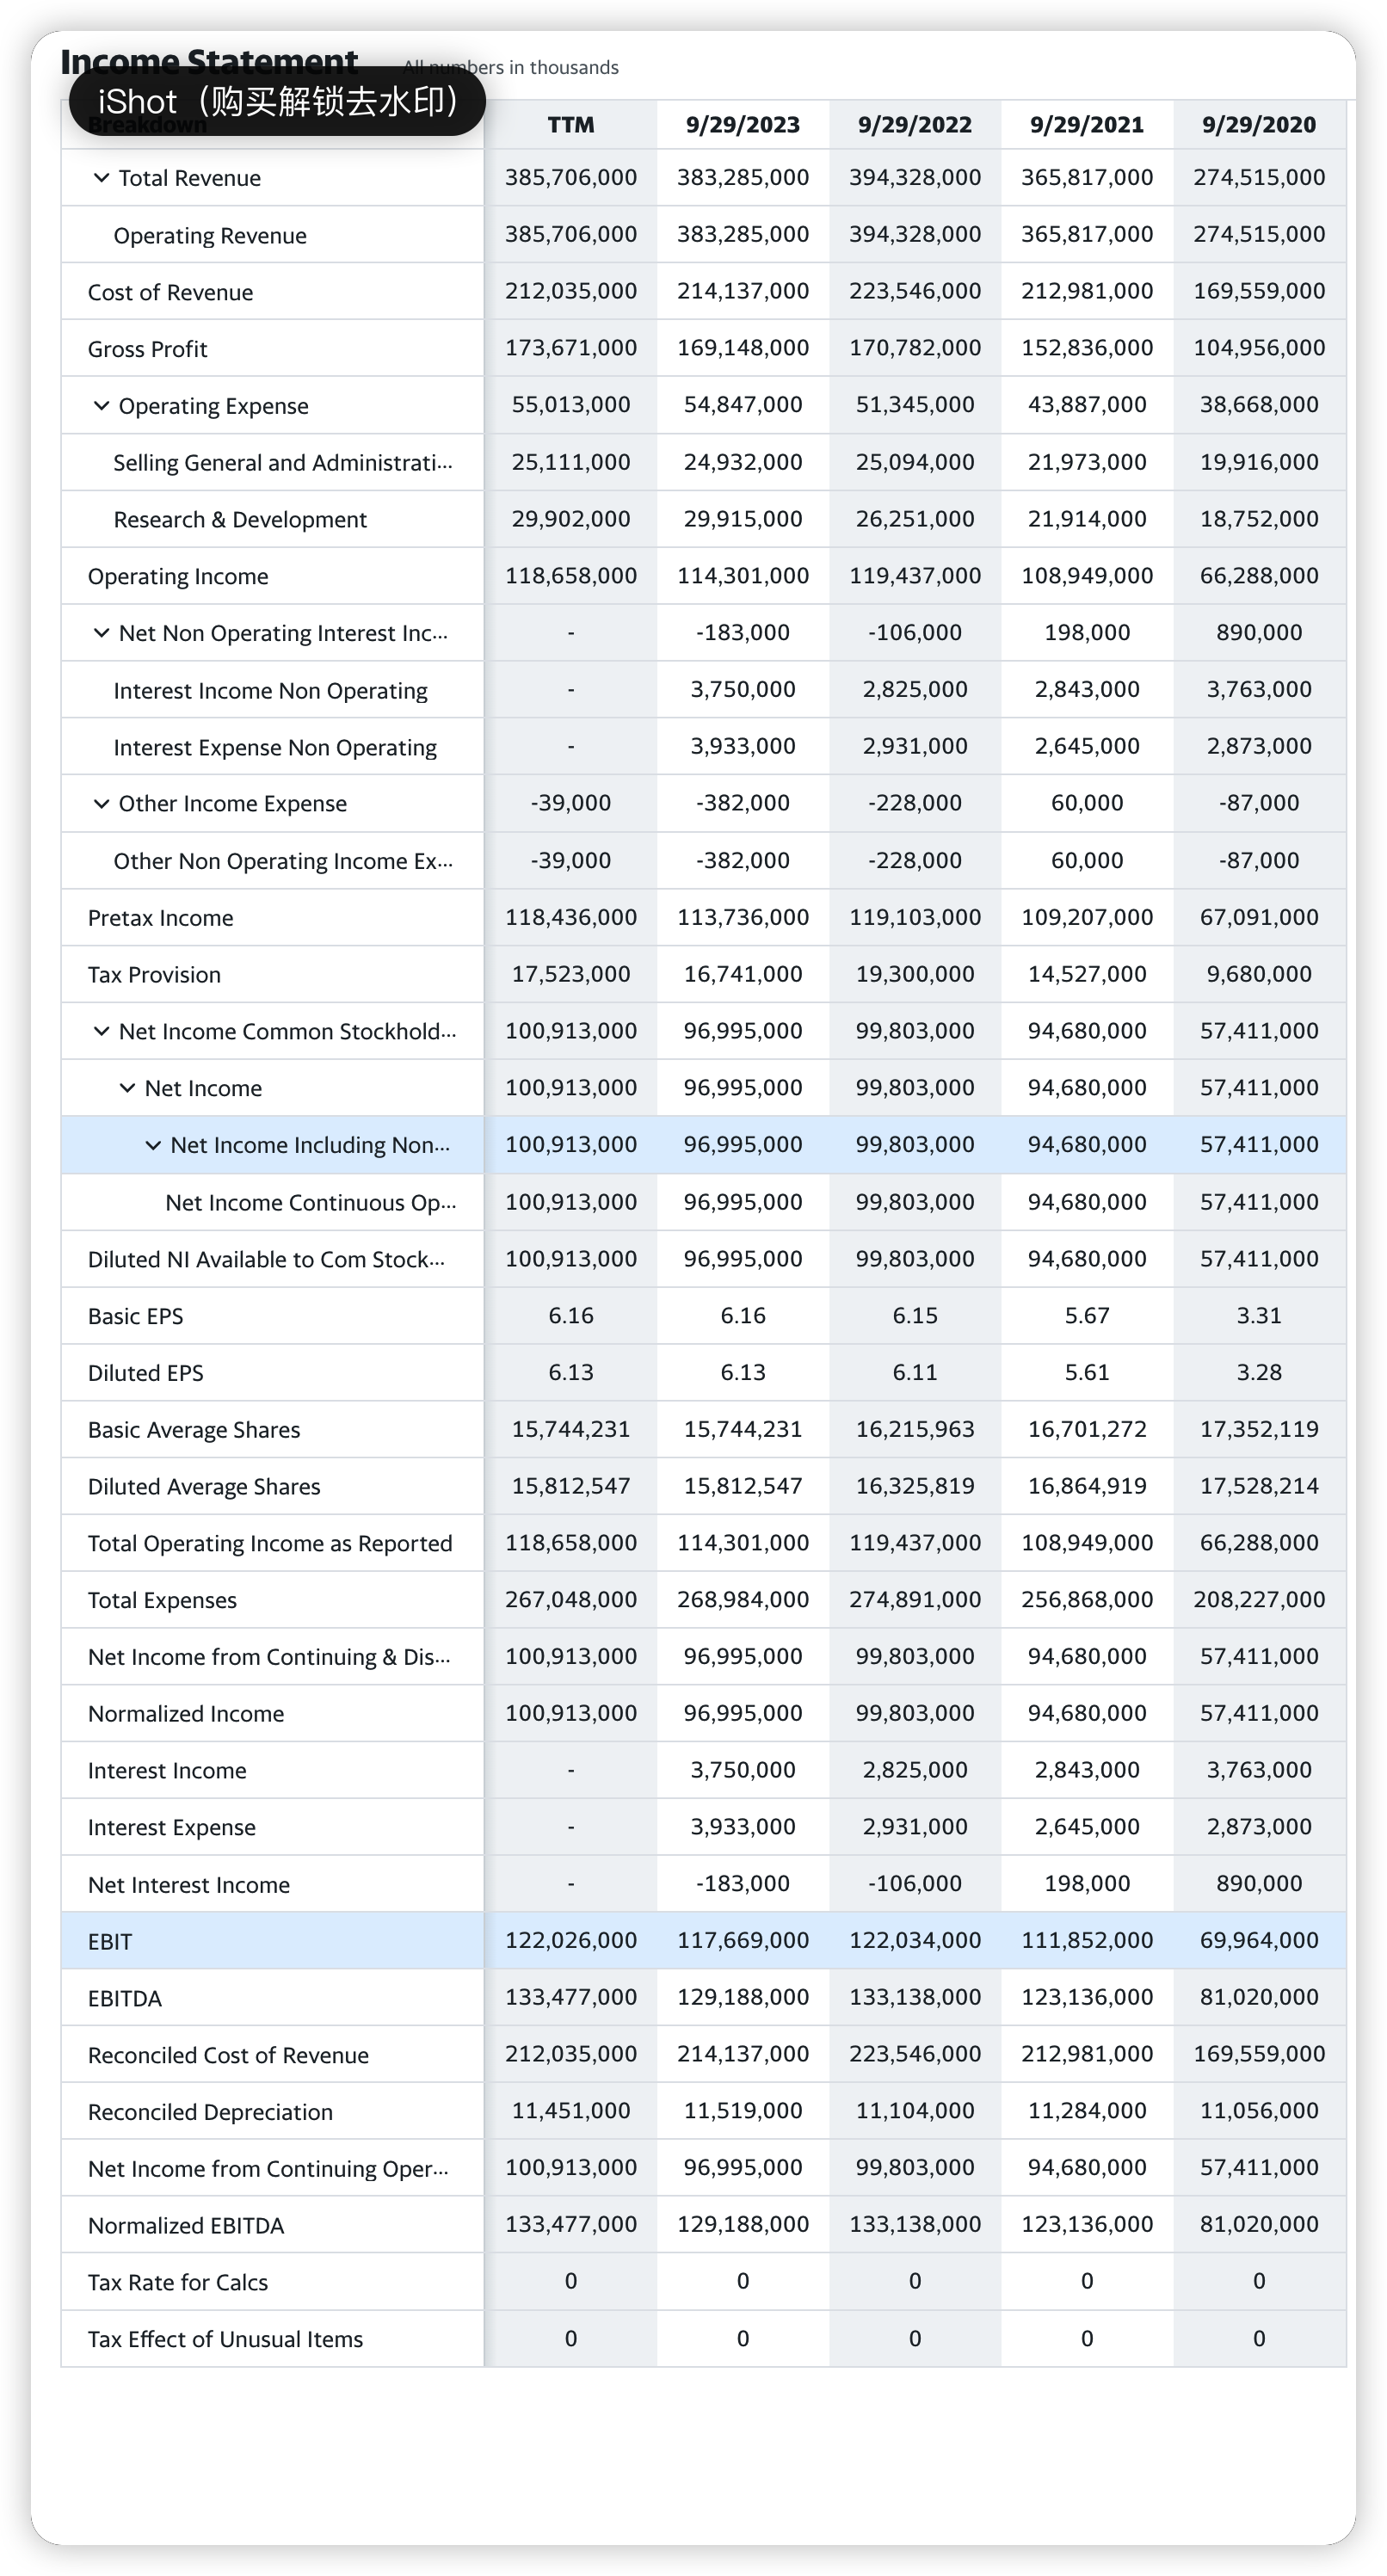 Income Statement All numbers in thousands
iShot（购买解锁去水印）
Breakdown TTM 9/29/2023 9/29/2022 9/29/2021 9/29/2020
Total Revenue 385,706,000 383,285,000 394,328,000 365,817,000 274,515,000
Operating Revenue 385,706,000 383,285,000 394,328,000 365,817,000 274,515,000
Cost of Revenue 212,035,000 214,137,000 223,546,000 212,981,000 169,559,000
Gross Profit 173,671,000 169,148,000 170,782,000 152,836,000 104,956,000
Operating Expense 55,013,000 54,847,000 51,345,000 43,887,000 38,668,000
Selling General and Administrati... 25,111,000 24,932,000 25,094,000 21,973,000 19,916,000
Research & Development 29,902,000 29,915,000 26,251,000 21,914,000 18,752,000
Operating Income 118,658,000 114,301,000 119,437,000 108,949,000 66,288,000
Net Non Operating Interest Inc... - -183,000 -106,000 198,000 890,000
Interest Income Non Operating - 3,750,000 2,825,000 2,843,000 3,763,000
Interest Expense Non Operating - 3,933,000 2,931,000 2,645,000 2,873,000
Other Income Expense -39,000 -382,000 -228,000 60,000 -87,000
Other Non Operating Income Ex... -39,000 -382,000 -228,000 60,000 -87,000
Pretax Income 118,436,000 113,736,000 119,103,000 109,207,000 67,091,000
Tax Provision 17,523,000 16,741,000 19,300,000 14,527,000 9,680,000
Net Income Common Stockhold... 100,913,000 96,995,000 99,803,000 94,680,000 57,411,000
Net Income 100,913,000 96,995,000 99,803,000 94,680,000 57,411,000
Net Income Including Non... 100,913,000 96,995,000 99,803,000 94,680,000 57,411,000
Net Income Continuous Op... 100,913,000 96,995,000 99,803,000 94,680,000 57,411,000
Diluted NI Available to Com Stock... 100,913,000 96,995,000 99,803,000 94,680,000 57,411,000
Basic EPS 6.16 6.16 6.15 5.67 3.31
Diluted EPS 6.13 6.13 6.11 5.61 3.28
Basic Average Shares 15,744,231 15,744,231 16,215,963 16,701,272 17,352,119
Diluted Average Shares 15,812,547 15,812,547 16,325,819 16,864,919 17,528,214
Total Operating Income as Reported 118,658,000 114,301,000 119,437,000 108,949,000 66,288,000
Total Expenses 267,048,000 268,984,000 274,891,000 256,868,000 208,227,000
Net Income from Continuing & Dis... 100,913,000 96,995,000 99,803,000 94,680,000 57,411,000
Normalized Income 100,913,000 96,995,000 99,803,000 94,680,000 57,411,000
Interest Income - 3,750,000 2,825,000 2,843,000 3,763,000
Interest Expense - 3,933,000 2,931,000 2,645,000 2,873,000
Net Interest Income - -183,000 -106,000 198,000 890,000
EBIT 122,026,000 117,669,000 122,034,000 111,852,000 69,964,000
EBITDA 133,477,000 129,188,000 133,138,000 123,136,000 81,020,000
Reconciled Cost of Revenue 212,035,000 214,137,000 223,546,000 212,981,000 169,559,000
Reconciled Depreciation 11,451,000 11,519,000 11,104,000 11,284,000 11,056,000
Net Income from Continuing Oper... 100,913,000 96,995,000 99,803,000 94,680,000 57,411,000
Normalized EBITDA 133,477,000 129,188,000 133,138,000 123,136,000 81,020,000
Tax Rate for Calcs 0 0 0 0 0
Tax Effect of Unusual Items 0 0 0 0 0